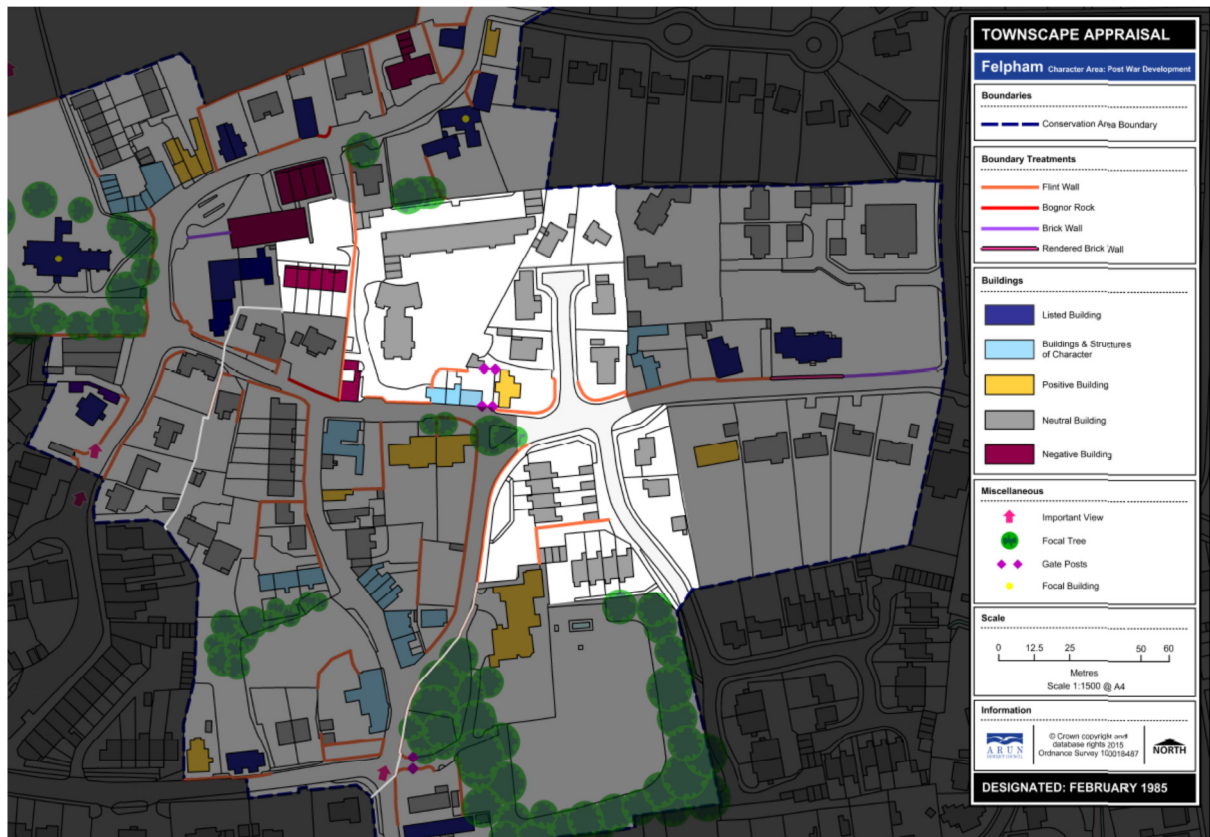 TOWNSCAPE APPRAISAL
Felpham Character Area: Post War Development
Boundaries
Conservation Area Boundary
Boundary Treatments
Flint Wall
Bognor Rock
Brick Wall
Rendered Brick Wall
Buildings
Listed Building
Buildings & Structures
of Character
Positive Building
Neutral Building
Negative Building
Miscellaneous
Important View
Focal Tree
Gate Posts
Focal Building
Scale
0 12.5 25 50 60
Metres
Scale 1:1500 @ A4
Information
ARUN
DISTRICT COUNCIL
© Crown copyright and
database rights 2015
Ordnance Survey 100018487
NORTH
DESIGNATED: FEBRUARY 1985